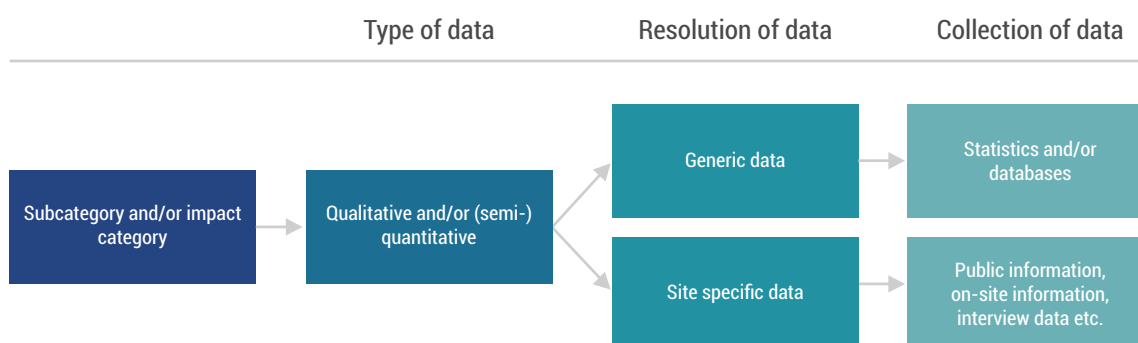 Type of data
Resolution of data
Collection of data
Subcategory and/or impact
category
Qualitative and/or (semi-)
quantitative
Generic data
Statistics and/or
databases
Site specific data
Public information,
on-site information,
interview data etc.